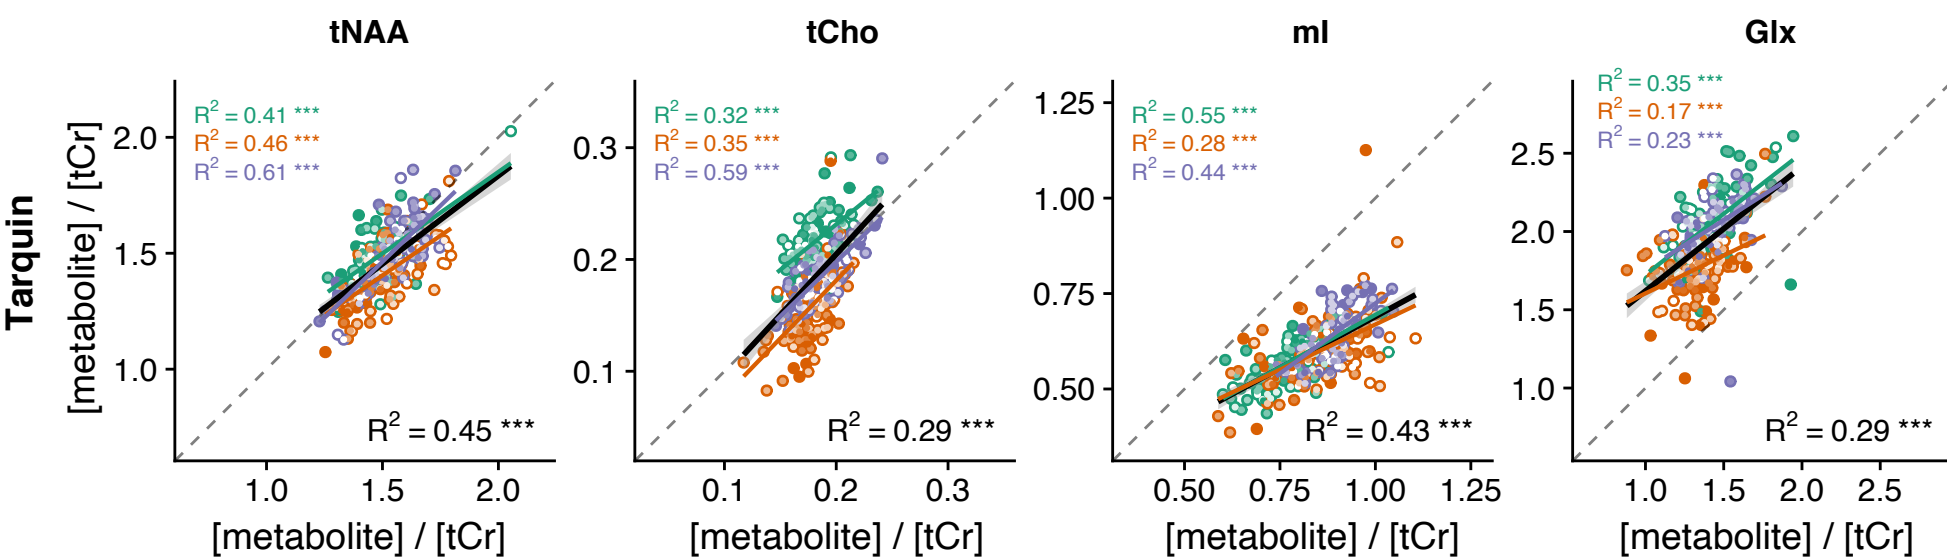 tNAA
tCho
mI
Glx
Tarquin
[metabolite] / [tCr]
R² = 0.41 ***
R² = 0.46 ***
R² = 0.61 ***
2.0
1.5
1.0
R² = 0.45 ***
1.0 1.5 2.0
[metabolite] / [tCr]
R² = 0.32 ***
R² = 0.35 ***
R² = 0.59 ***
0.3
0.2
0.1
R² = 0.29 ***
0.1 0.2 0.3
[metabolite] / [tCr]
R² = 0.55 ***
R² = 0.28 ***
R² = 0.44 ***
1.25
1.00
0.75
0.50
R² = 0.43 ***
0.50 0.75 1.00 1.25
[metabolite] / [tCr]
R² = 0.35 ***
R² = 0.17 ***
R² = 0.23 ***
2.5
2.0
1.5
1.0
R² = 0.29 ***
1.0 1.5 2.0 2.5
[metabolite] / [tCr]